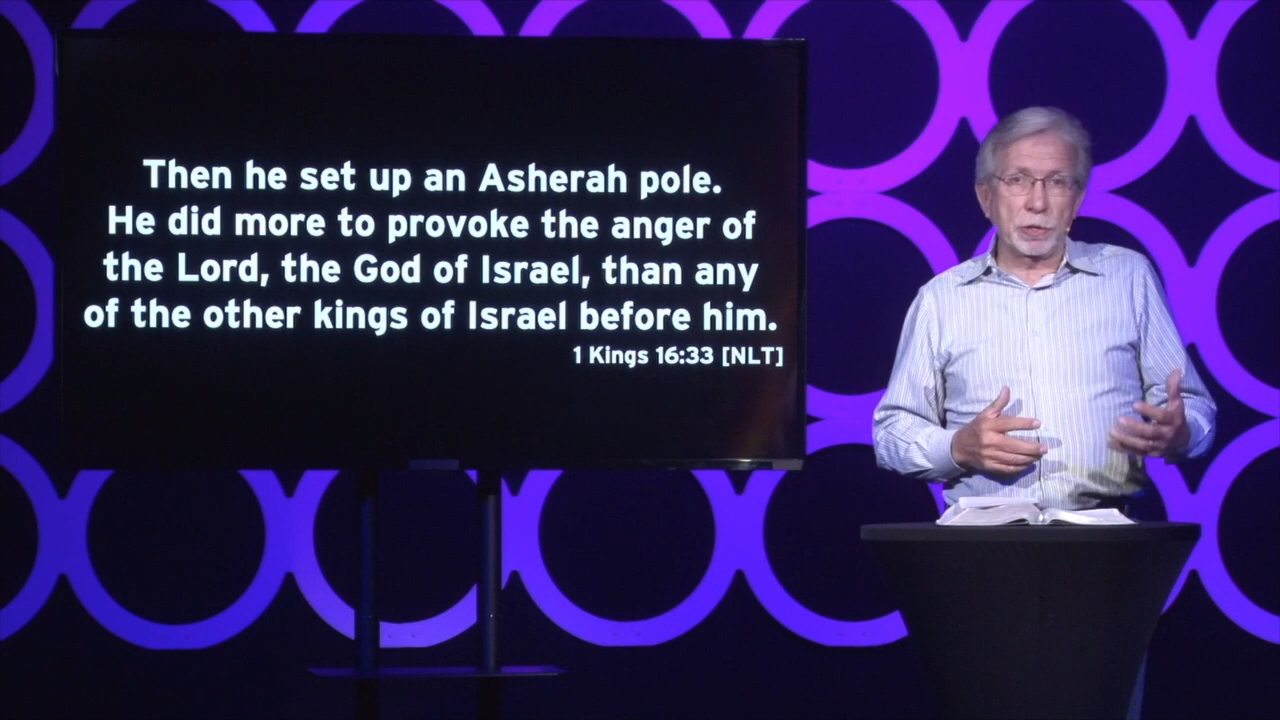 Then he set up an Asherah pole.
He did more to provoke the anger of
the Lord, the God of Israel, than any
of the other kings of Israel before him.
1 Kings 16:33 [NLT]